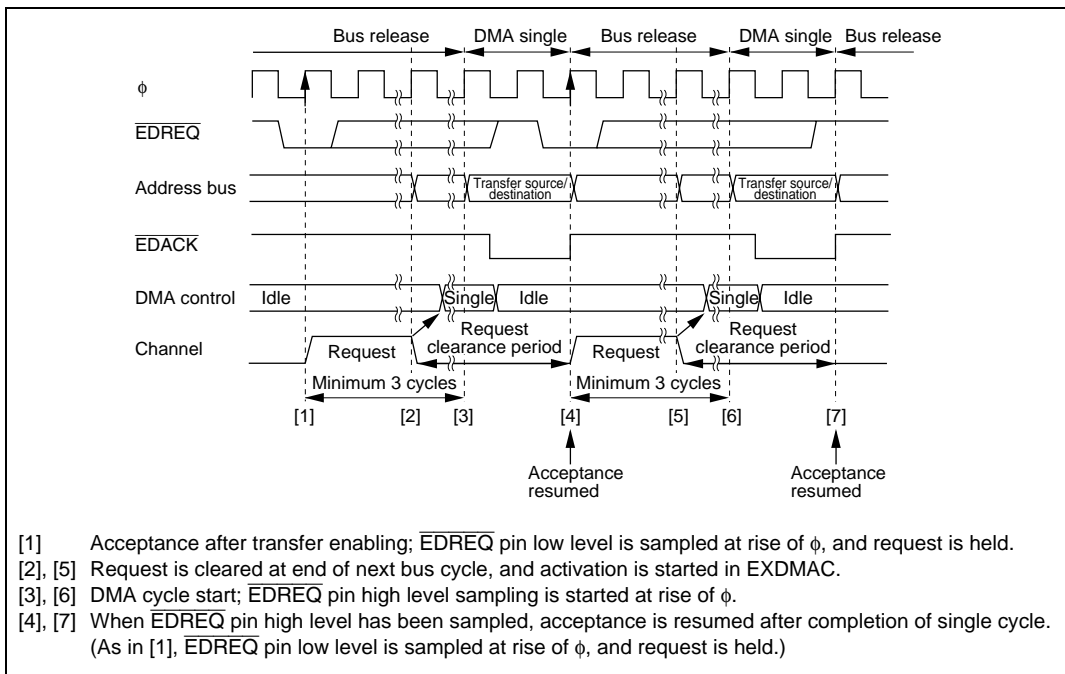 Bus release DMA single Bus release DMA single Bus release
φ
EDREQ
Address bus Transfer source/ destination Transfer source/ destination
EDACK
DMA control Idle Single Idle Single Idle
Channel Request Request clearance period Request Request clearance period
Minimum 3 cycles Minimum 3 cycles
[1] [2] [3] [4] [5] [6] [7]
Acceptance resumed Acceptance resumed
[1] Acceptance after transfer enabling; EDREQ pin low level is sampled at rise of φ, and request is held.
[2], [5] Request is cleared at end of next bus cycle, and activation is started in EXDMAC.
[3], [6] DMA cycle start; EDREQ pin high level sampling is started at rise of φ.
[4], [7] When EDREQ pin high level has been sampled, acceptance is resumed after completion of single cycle.
(As in [1], EDREQ pin low level is sampled at rise of φ, and request is held.)